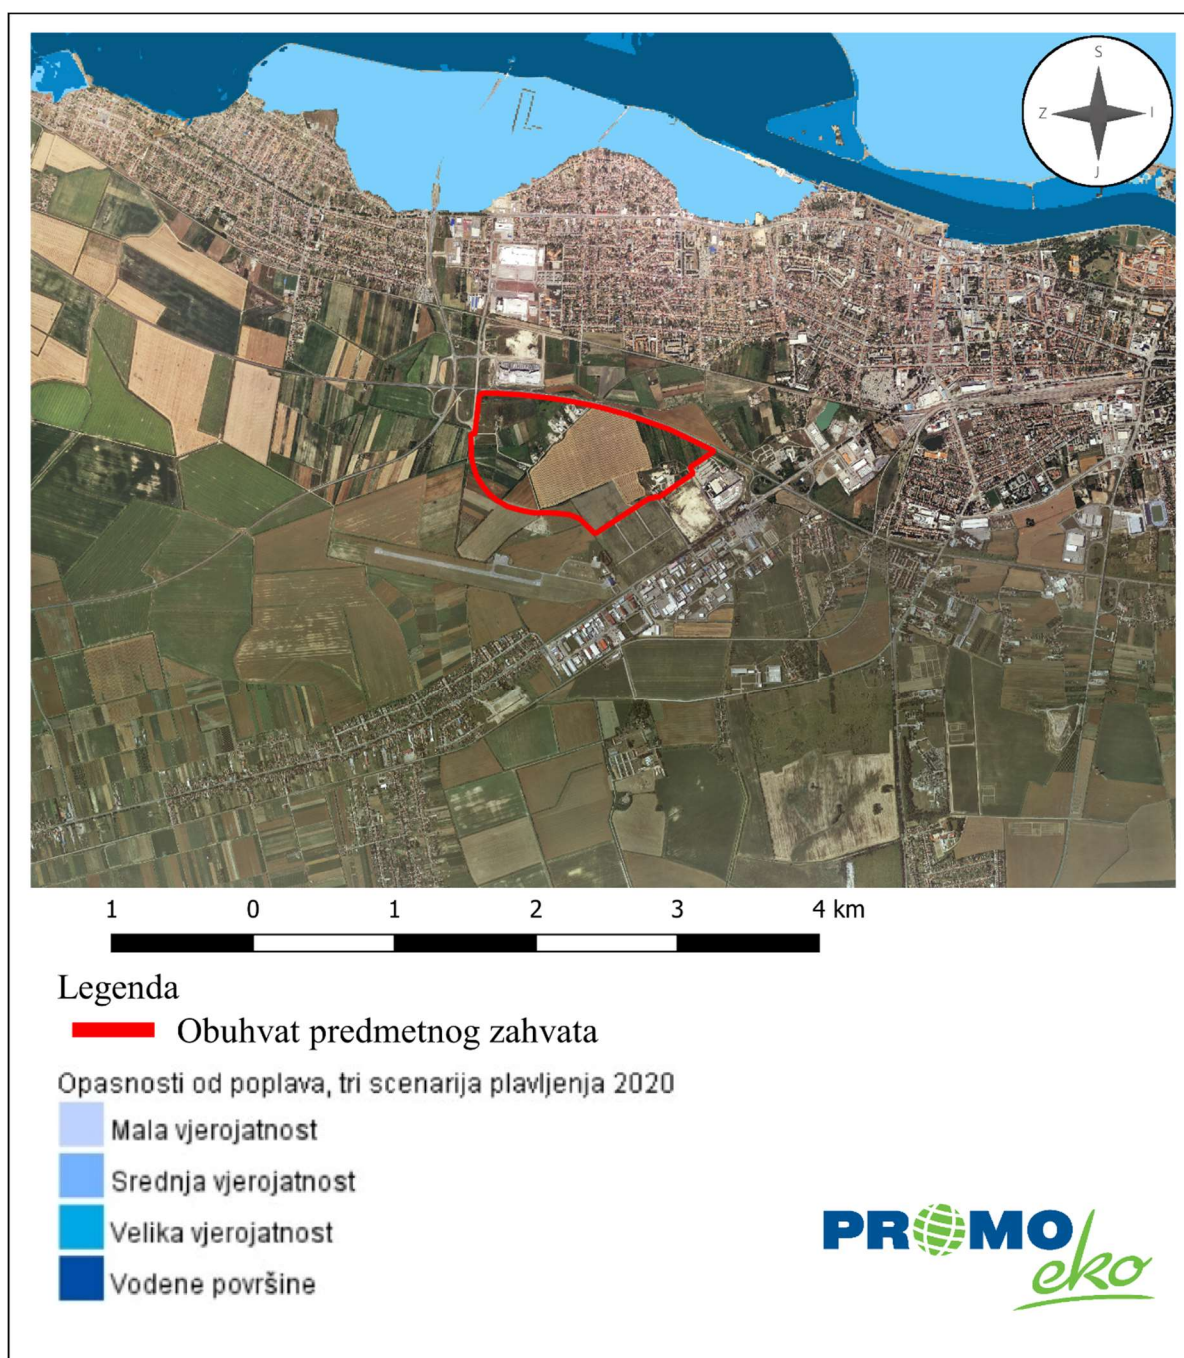 S
Z I
J
1 0 1 2 3 4 km
Legenda
Obuhvat predmetnog zahvata
Opasnosti od poplava, tri scenarija plavljenja 2020
Mala vjerojatnost
Srednja vjerojatnost
Velika vjerojatnost
Vodene površine
PROMO
eko